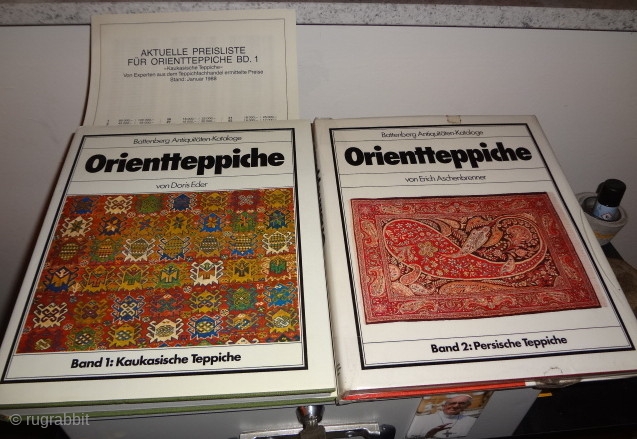 AKTUELLE PREISLISTE
FÜR ORIENTTEPPICHE BD. 1
«Kaukasische Teppiche»
Von Experten aus dem Teppichfachhandel ermittelte Preise
Stand: Januar 1988
Battenberg Antiquitäten-Kataloge
Orientteppiche
von Doris Eder
Band 1: Kaukasische Teppiche
Battenberg Antiquitäten-Kataloge
Orientteppiche
von Erich Aschenbrenner
Band 2: Persische Teppiche
© rugrabbit